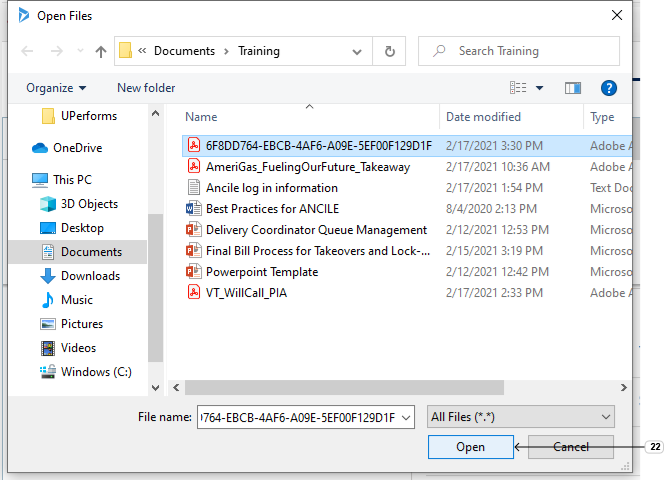 Open Files
« Documents > Training
Search Training
Organize
New folder
?
UPerforms
OneDrive
This PC
3D Objects
Desktop
Documents
Downloads
Music
Pictures
Videos
Windows (C:)
Name Date modified Type
6F8DD764-EBCB-4AF6-A09E-5EF00F129D1F 2/17/2021 3:30 PM Adobe A
AmeriGas_FuelingOurFuture_Takeaway 2/17/2021 10:36 AM Adobe A
Ancile log in information 2/17/2021 1:54 PM Text Doc
Best Practices for ANCILE 8/4/2020 2:13 PM Microso
Delivery Coordinator Queue Management 2/12/2021 12:53 PM Microso
Final Bill Process for Takeovers and Lock-... 2/15/2021 3:19 PM Microso
Powerpoint Template 2/12/2021 12:42 PM Microso
VT_WillCall_PIA 2/17/2021 2:33 PM Adobe A
File name: 764-EBCB-4AF6-A09E-5EF00F129D1F
All Files (*.*)
Open
Cancel
22